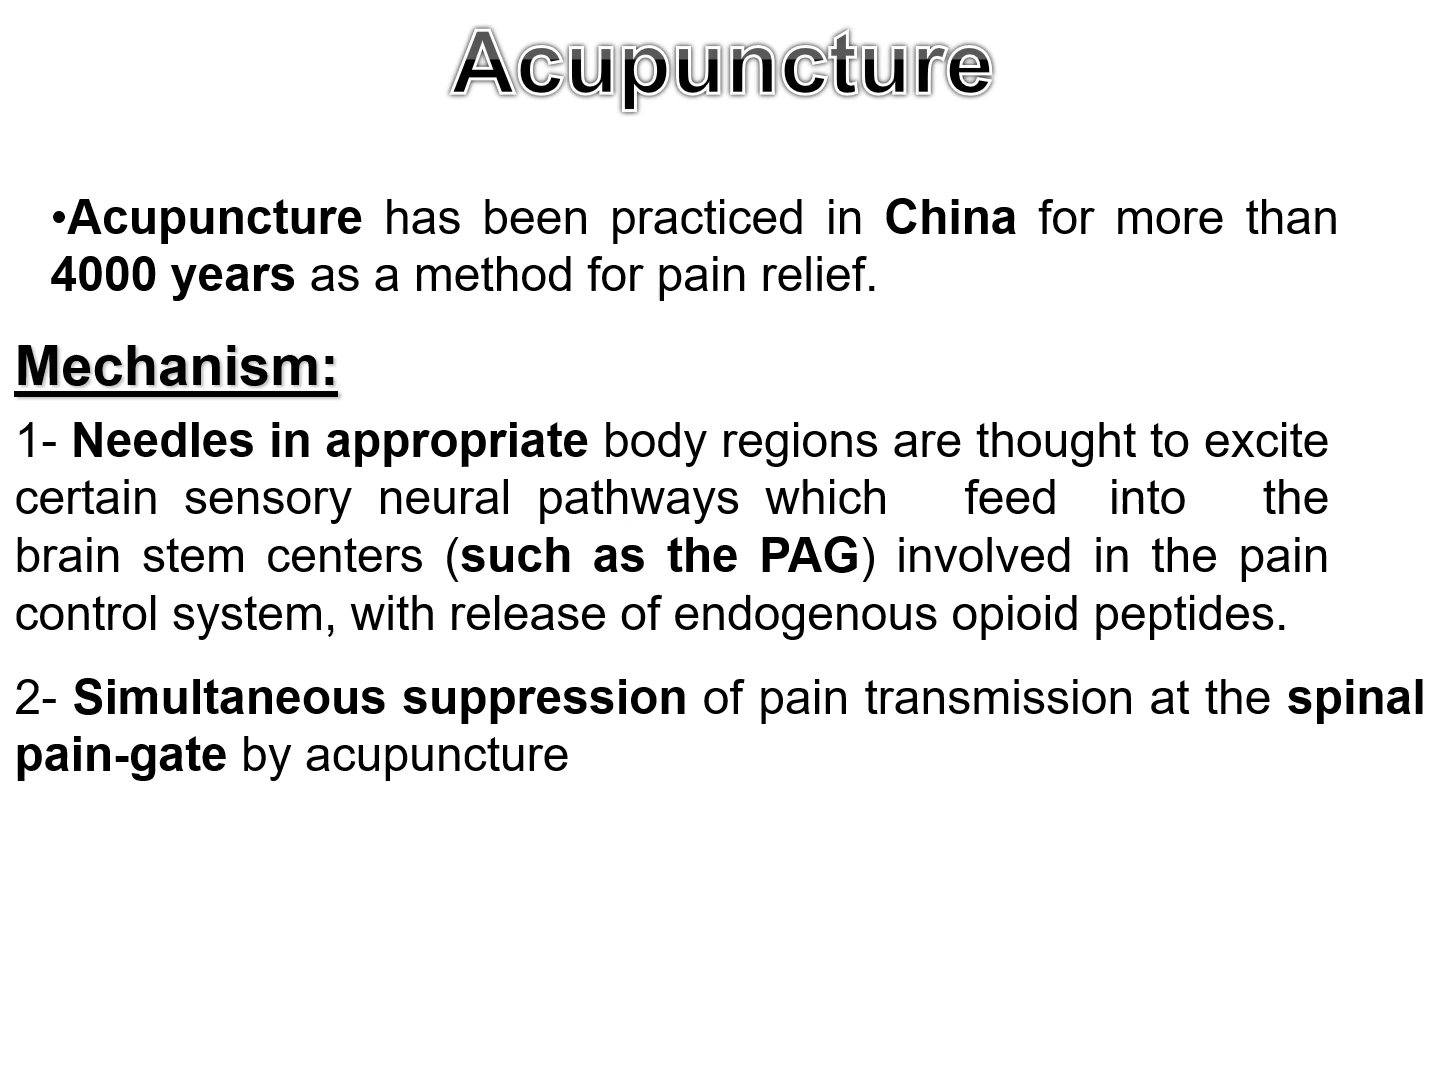 Acupuncture
•Acupuncture has been practiced in China for more than
4000 years as a method for pain relief.
Mechanism:
1- Needles in appropriate body regions are thought to excite
certain sensory neural pathways which feed into the
brain stem centers (such as the PAG) involved in the pain
control system, with release of endogenous opioid peptides.
2- Simultaneous suppression of pain transmission at the spinal
pain-gate by acupuncture